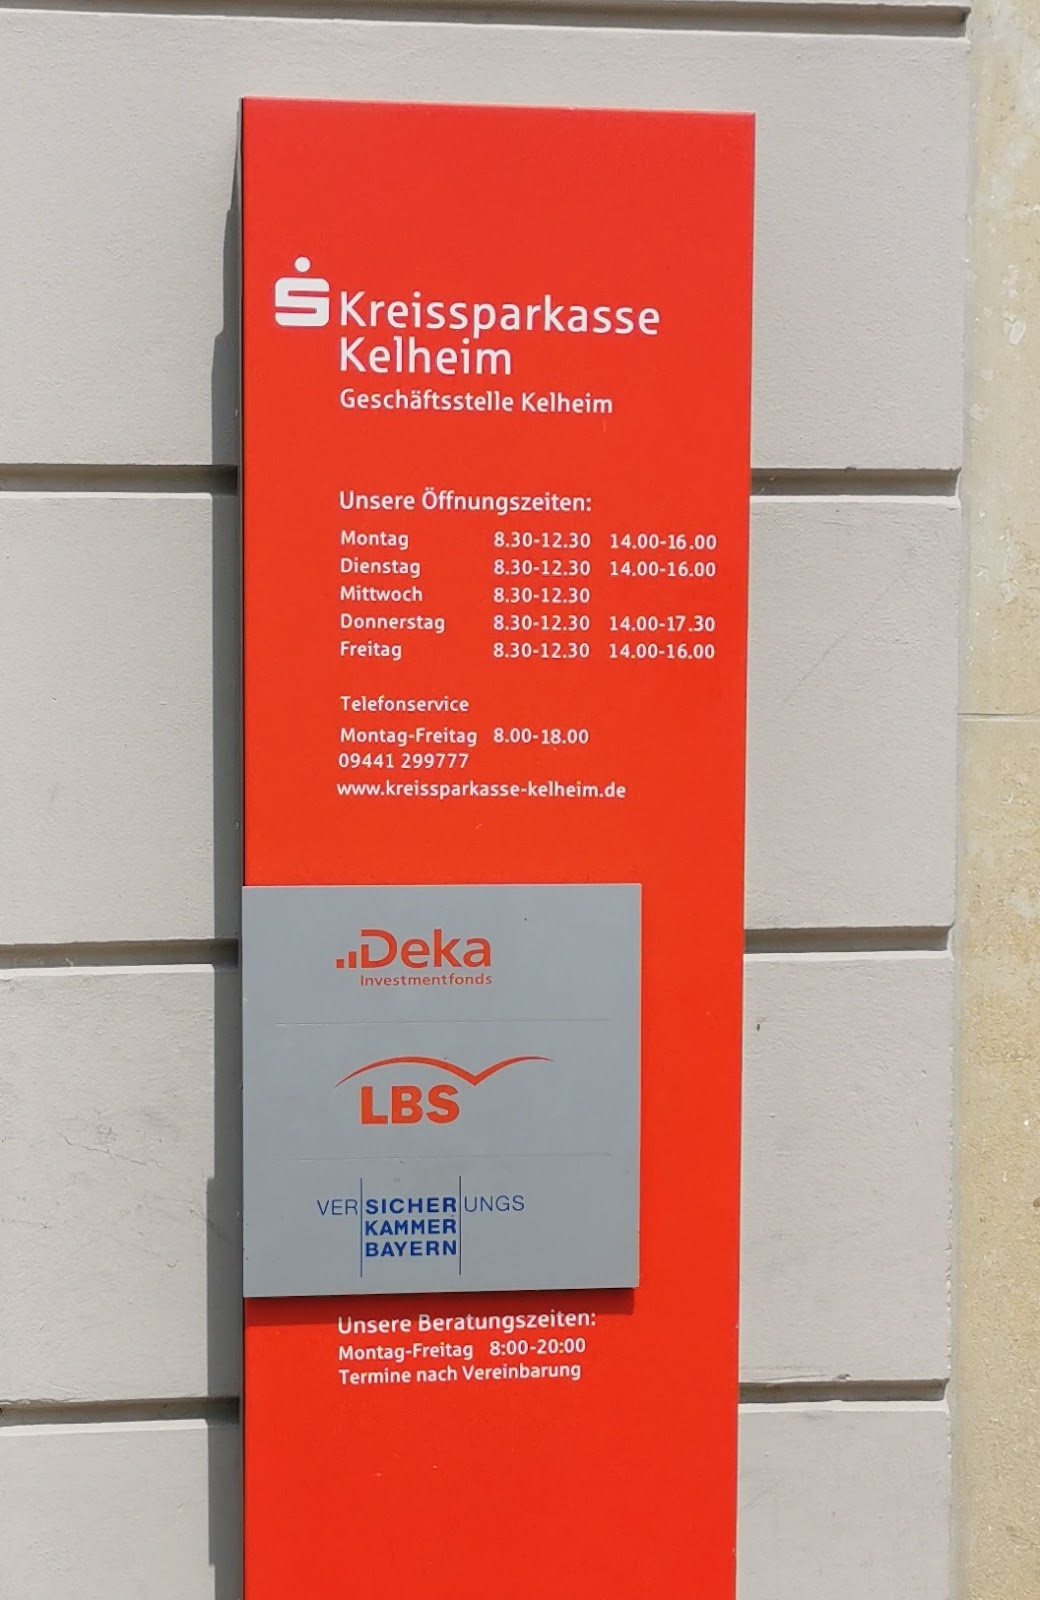 Kreissparkasse
Kelheim
Geschäftsstelle Kelheim
Unsere Öffnungszeiten:
Montag 8.30-12.30 14.00-16.00
Dienstag 8.30-12.30 14.00-16.00
Mittwoch 8.30-12.30
Donnerstag 8.30-12.30 14.00-17.30
Freitag 8.30-12.30 14.00-16.00
Telefonservice
Montag-Freitag 8.00-18.00
09441 299777
www.kreissparkasse-kelheim.de
Deka
Investmentfonds
LBS
VERSICHERUNGS
KAMMER
BAYERN
Unsere Beratungszeiten:
Montag-Freitag 8:00-20:00
Termine nach Vereinbarung